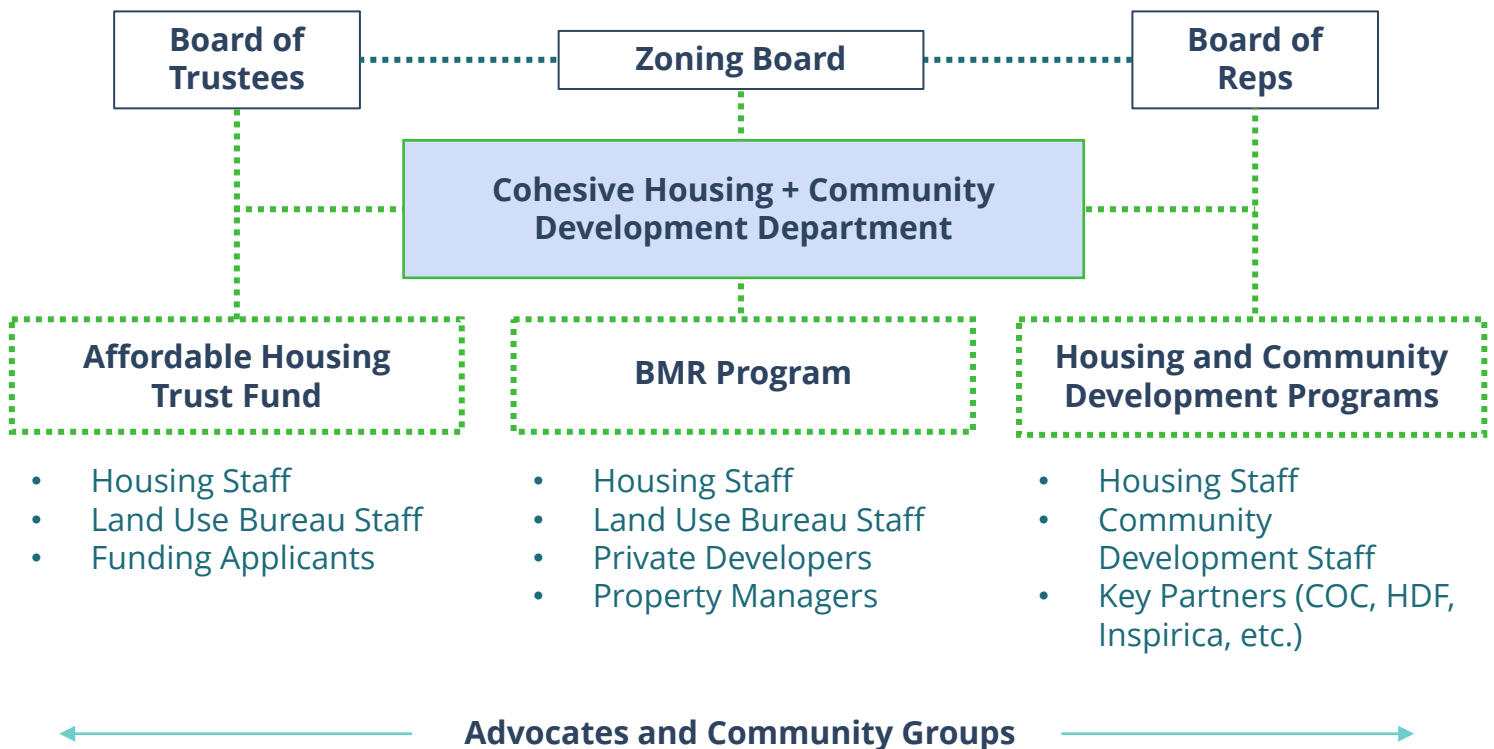 Board of
Trustees
Zoning Board
Board of
Reps
Cohesive Housing + Community
Development Department
Affordable Housing
Trust Fund
BMR Program
Housing and Community
Development Programs
• Housing Staff
• Land Use Bureau Staff
• Funding Applicants
• Housing Staff
• Land Use Bureau Staff
• Private Developers
• Property Managers
• Housing Staff
• Community
Development Staff
• Key Partners (COC, HDF,
Inspirica, etc.)
Advocates and Community Groups